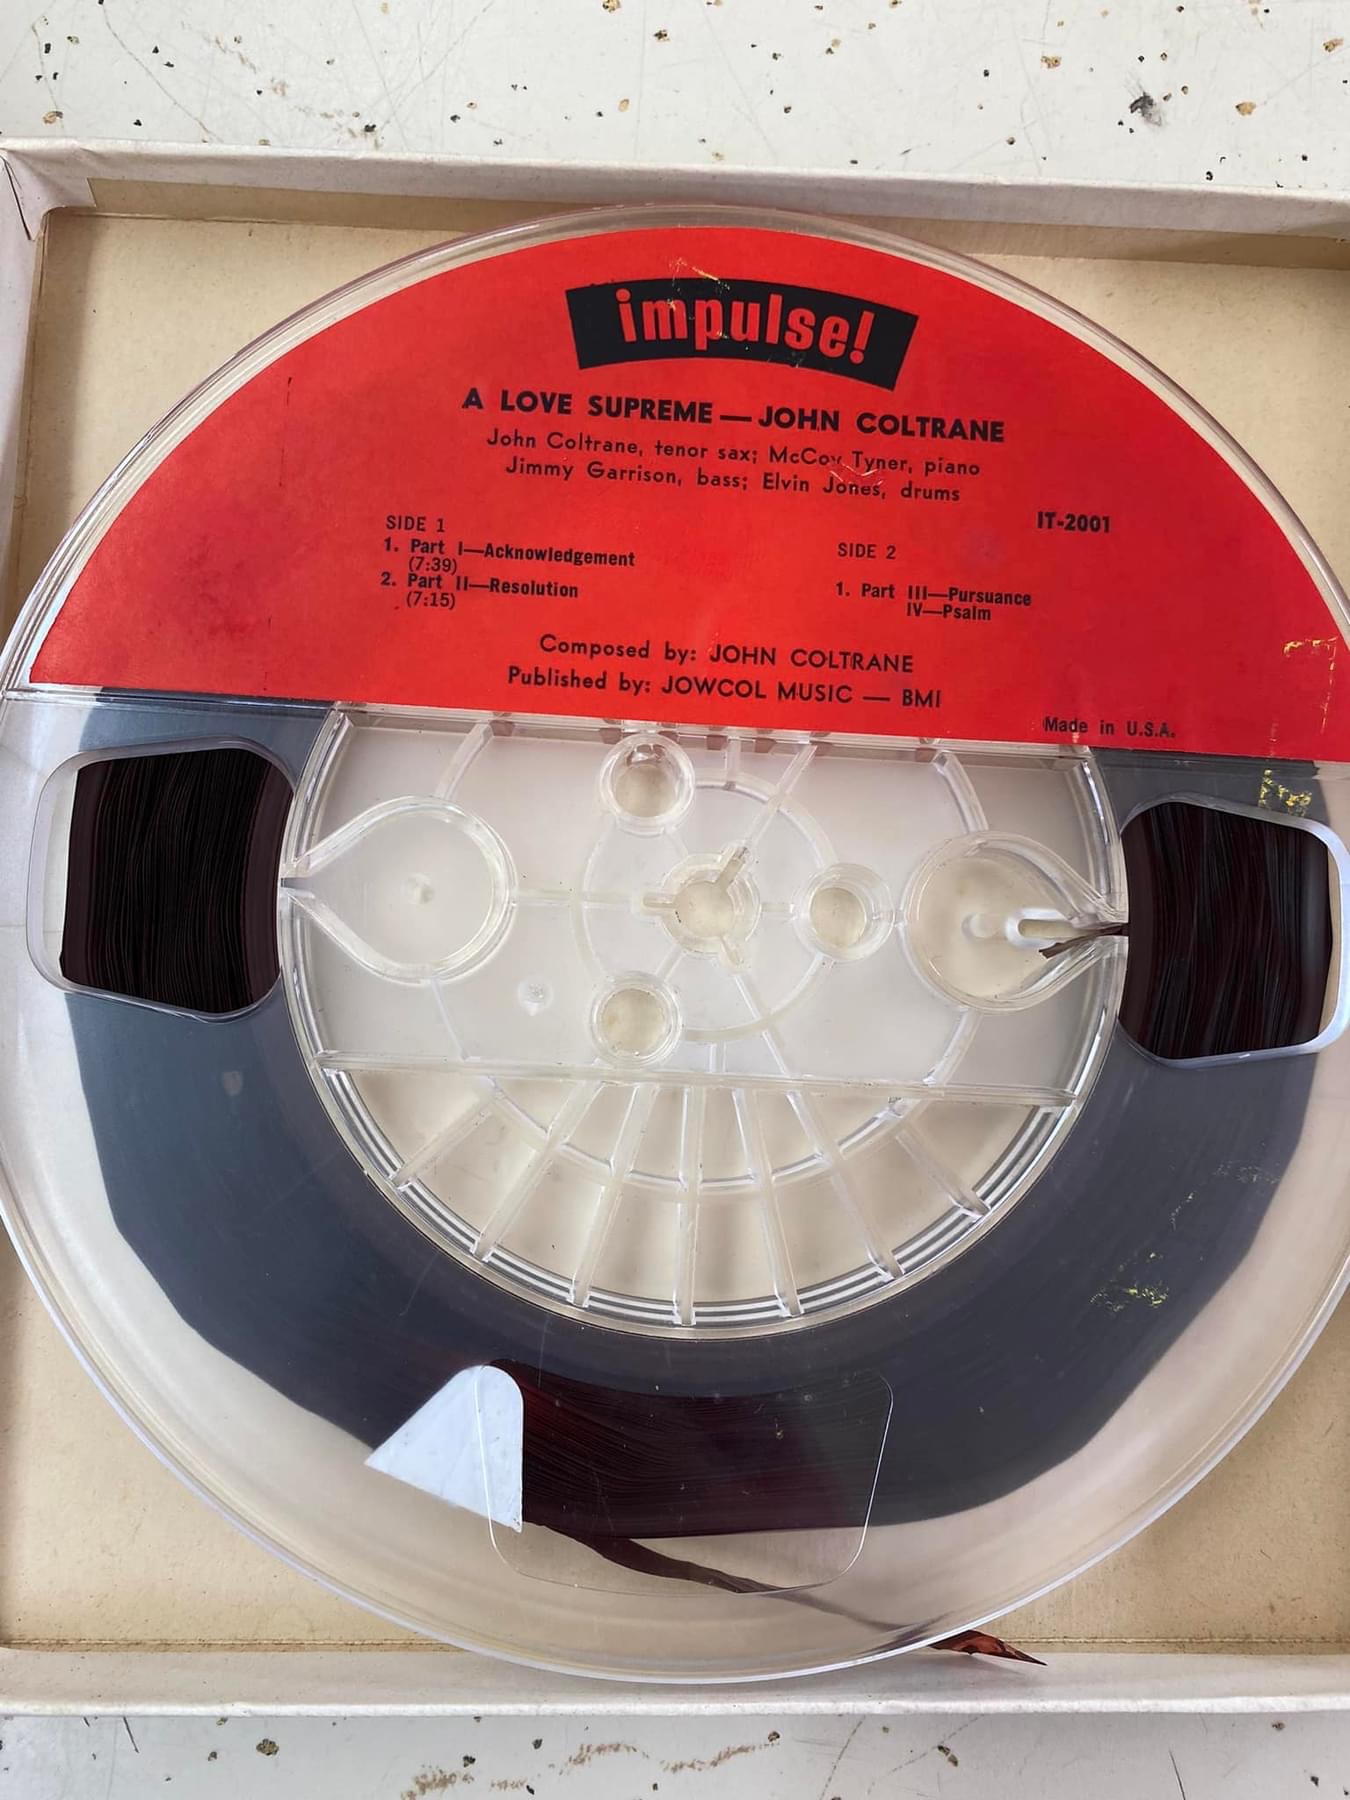 impulse!
A LOVE SUPREME — JOHN COLTRANE
John Coltrane, tenor sax; McCoy Tyner, piano
Jimmy Garrison, bass; Elvin Jones, drums
IT-2001
SIDE 1
1. Part I—Acknowledgement
(7:39)
2. Part II—Resolution
(7:15)
SIDE 2
1. Part III—Pursuance
IV—Psalm
Composed by: JOHN COLTRANE
Published by: JOWCOL MUSIC — BMI
Made in U.S.A.